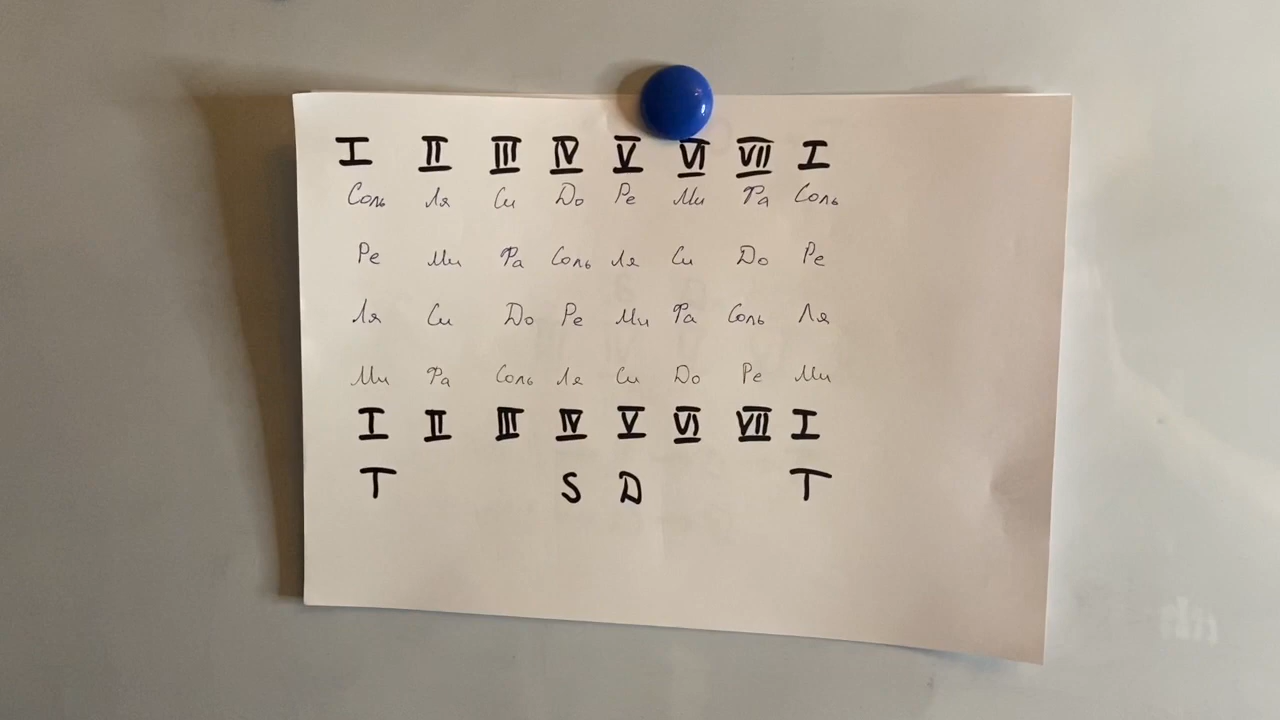 I II III IV V VI VII I
Соль Ля Си До Ре Ми Фа Соль
Ре Ми Фа Соль Ля Си До Ре
Ля Си До Ре Ми Фа Соль Ля
Ми Фа Соль Ля Си До Ре Ми
I II III IV V VI VII I
T S D T